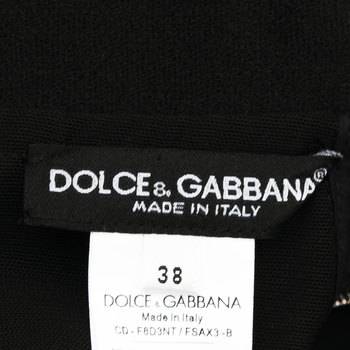 DOLCE & GABBANA®
MADE IN ITALY
38
DOLCE & GABBANA
Made in Italy
CD - F8D3NT / FSAX3 -B